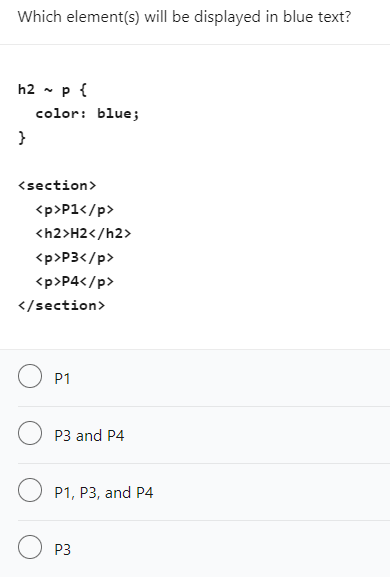 Which element(s) will be displayed in blue text?
h2 ~ p {
  color: blue;
}
<section>
  <p>P1</p>
  <h2>H2</h2>
  <p>P3</p>
  <p>P4</p>
</section>
P1
P3 and P4
P1, P3, and P4
P3